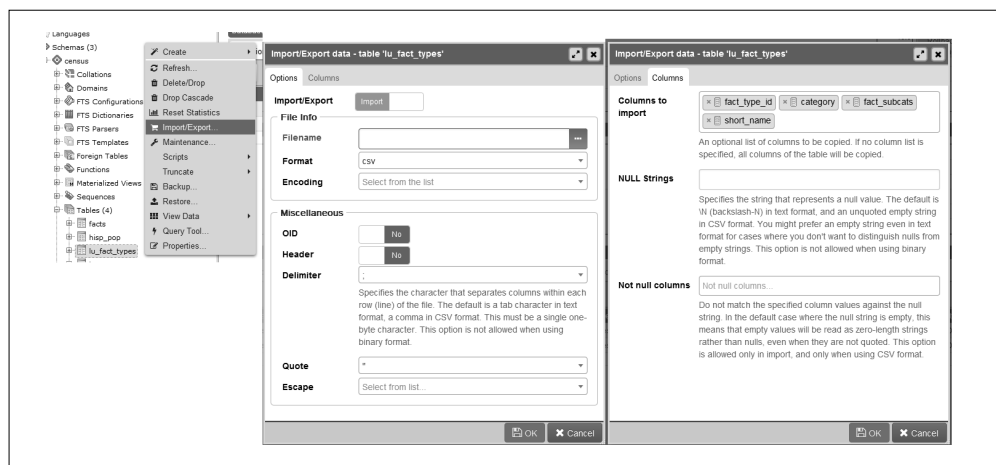 Languages
Schemas (3)
census
Collations
Domains
FTS Configurations
FTS Dictionaries
FTS Parsers
FTS Templates
Foreign Tables
Functions
Materialized Views
Sequences
Tables (4)
facts
hisp_pop
lu_fact_types
Create
Refresh...
Delete/Drop
Drop Cascade
Reset Statistics
Import/Export...
Maintenance...
Scripts
Truncate
Backup...
Restore...
View Data
Query Tool...
Properties...
Import/Export data - table 'lu_fact_types'
Options Columns
Import/Export Import
File Info
Filename
Format csv
Encoding Select from the list
Miscellaneous
OID No
Header No
Delimiter ;
Specifies the character that separates columns within each
row (line) of the file. The default is a tab character in text
format, a comma in CSV format. This must be a single one-
byte character. This option is not allowed when using
binary format.
Quote "
Escape Select from list...
OK Cancel
Import/Export data - table 'lu_fact_types'
Options Columns
Columns to
import
fact_type_id category fact_subcats
short_name
An optional list of columns to be copied. If no column list is
specified, all columns of the table will be copied.
NULL Strings
Specifies the string that represents a null value. The default is
\N (backslash-N) in text format, and an unquoted empty string
in CSV format. You might prefer an empty string even in text
format for cases where you don't want to distinguish nulls from
empty strings. This option is not allowed when using binary
format.
Not null columns Not null columns...
Do not match the specified column values against the null
string. In the default case where the null string is empty, this
means that empty values will be read as zero-length strings
rather than nulls, even when they are not quoted. This option
is allowed only in import, and only when using CSV format.
OK Cancel